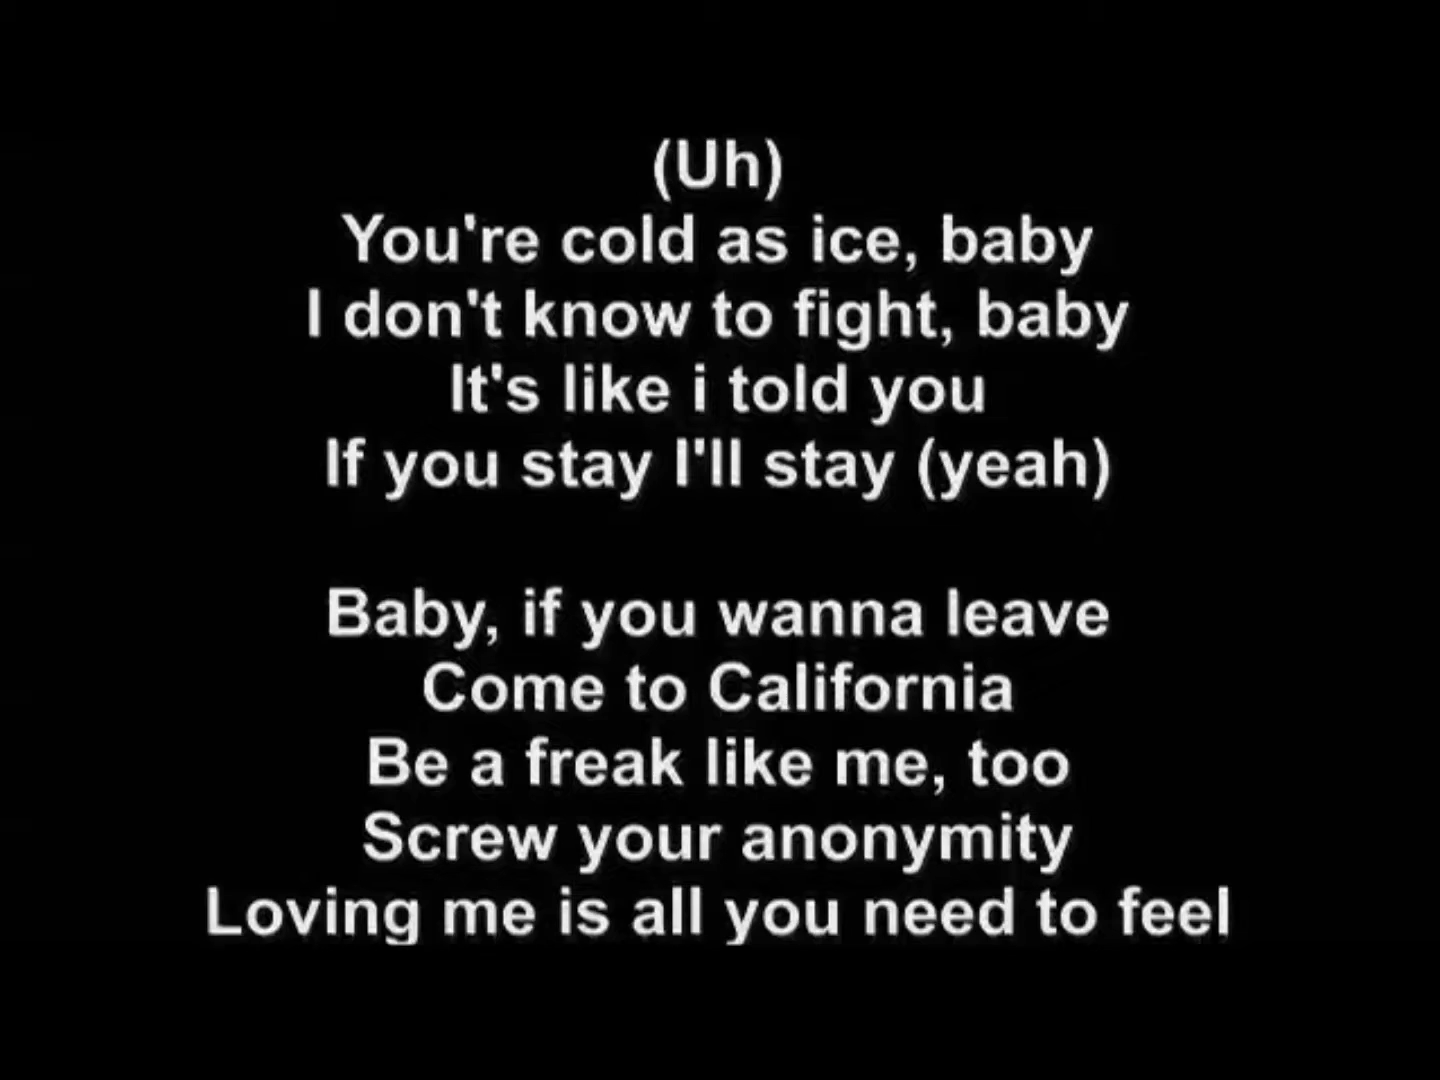 (Uh)
You're cold as ice, baby
I don't know to fight, baby
It's like i told you
If you stay I'll stay (yeah)
Baby, if you wanna leave
Come to California
Be a freak like me, too
Screw your anonymity
Loving me is all you need to feel